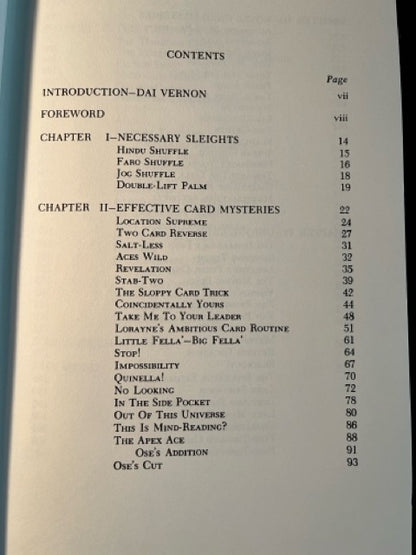 CONTENTS
Page
INTRODUCTION—DAI VERNON vii
FOREWORD viii
CHAPTER I—NECESSARY SLEIGHTS 14
Hindu Shuffle 15
Faro Shuffle 16
Jog Shuffle 18
Double-Lift Palm 19
CHAPTER II—EFFECTIVE CARD MYSTERIES 22
Location Supreme 24
Two Card Reverse 27
Salt-Less 31
Aces Wild 32
Revelation 35
Stab-Two 39
The Sloppy Card Trick 42
Coincidentally Yours 44
Take Me To Your Leader 48
Lorayne's Ambitious Card Routine 51
Little Fella'—Big Fella' 61
Stop! 64
Impossibility 67
Quinella! 70
No Looking 72
In The Side Pocket 78
Out Of This Universe 80
This Is Mind-Reading? 86
The Apex Ace 88
Ose's Addition 91
Ose's Cut 93